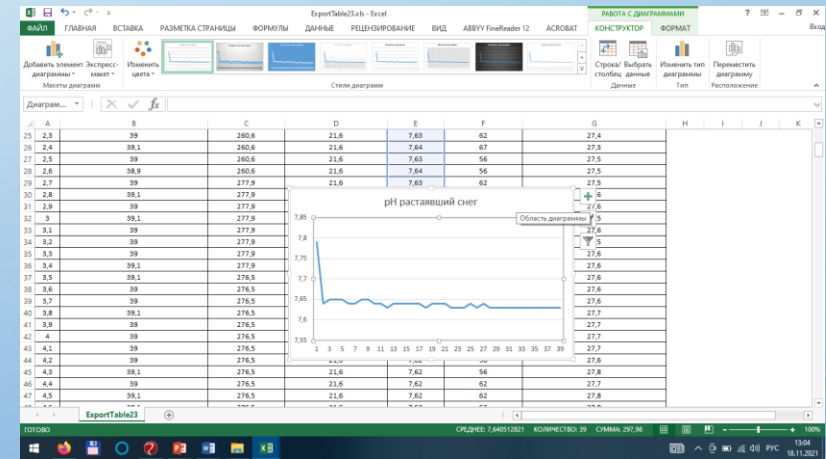 ExportTable23.xls - Excel
РАБОТА С ДИАГРАММАМИ
ФАЙЛ ГЛАВНАЯ ВСТАВКА РАЗМЕТКА СТРАНИЦЫ ФОРМУЛЫ ДАННЫЕ РЕЦЕНЗИРОВАНИЕ ВИД ABBYY FineReader 12 ACROBAT КОНСТРУКТОР ФОРМАТ Вход
Добавить элемент Экспресс- Изменить Строка/ Выбрать Изменить тип Переместить
диаграммы макет цвета столбец данные диаграммы диаграмму
Макеты диаграмм Стили диаграмм Данные Тип Расположение
Диаграм... fx
A B C D E F G H I J K
25 2,3 39 260,6 21,6 7,63 62 27,4
26 2,4 39,1 260,6 21,6 7,64 67 27,3
27 2,5 39 260,6 21,6 7,63 56 27,5
28 2,6 38,9 260,6 21,6 7,64 56 27,5
29 2,7 39 277,9 21,6 7,63 62 27,5
30 2,8 39,1 277,9
31 2,9 39 277,9
32 3 39,1 277,9
33 3,1 39 277,9 27,6
34 3,2 39 277,9
35 3,3 39 277,9 27,6
36 3,4 39,1 277,9 27,6
37 3,5 39,1 276,5 27,6
38 3,6 39 276,5 27,6
39 3,7 39 276,5 27,6
40 3,8 39,1 276,5 27,7
41 3,9 39 276,5 27,7
42 4 39 276,5 27,7
43 4,1 39 276,5 27,7
44 4,2 39 276,5 27,6
45 4,3 39,1 276,5 21,6 7,62 56 27,8
46 4,4 39 276,5 21,6 7,62 62 27,7
47 4,5 39,1 276,5 21,6 7,62 62 27,8
pH растаявший снег
Область диаграммы
7,85
7,8
7,75
7,7
7,65
7,6
7,55
1 3 5 7 9 11 13 15 17 19 21 23 25 27 29 31 33 35 37 39
ExportTable23
ГОТОВО СРЕДНЕЕ: 7,640512821 КОЛИЧЕСТВО: 39 СУММА: 297,98 100%
РУС 13:04
18.11.2021